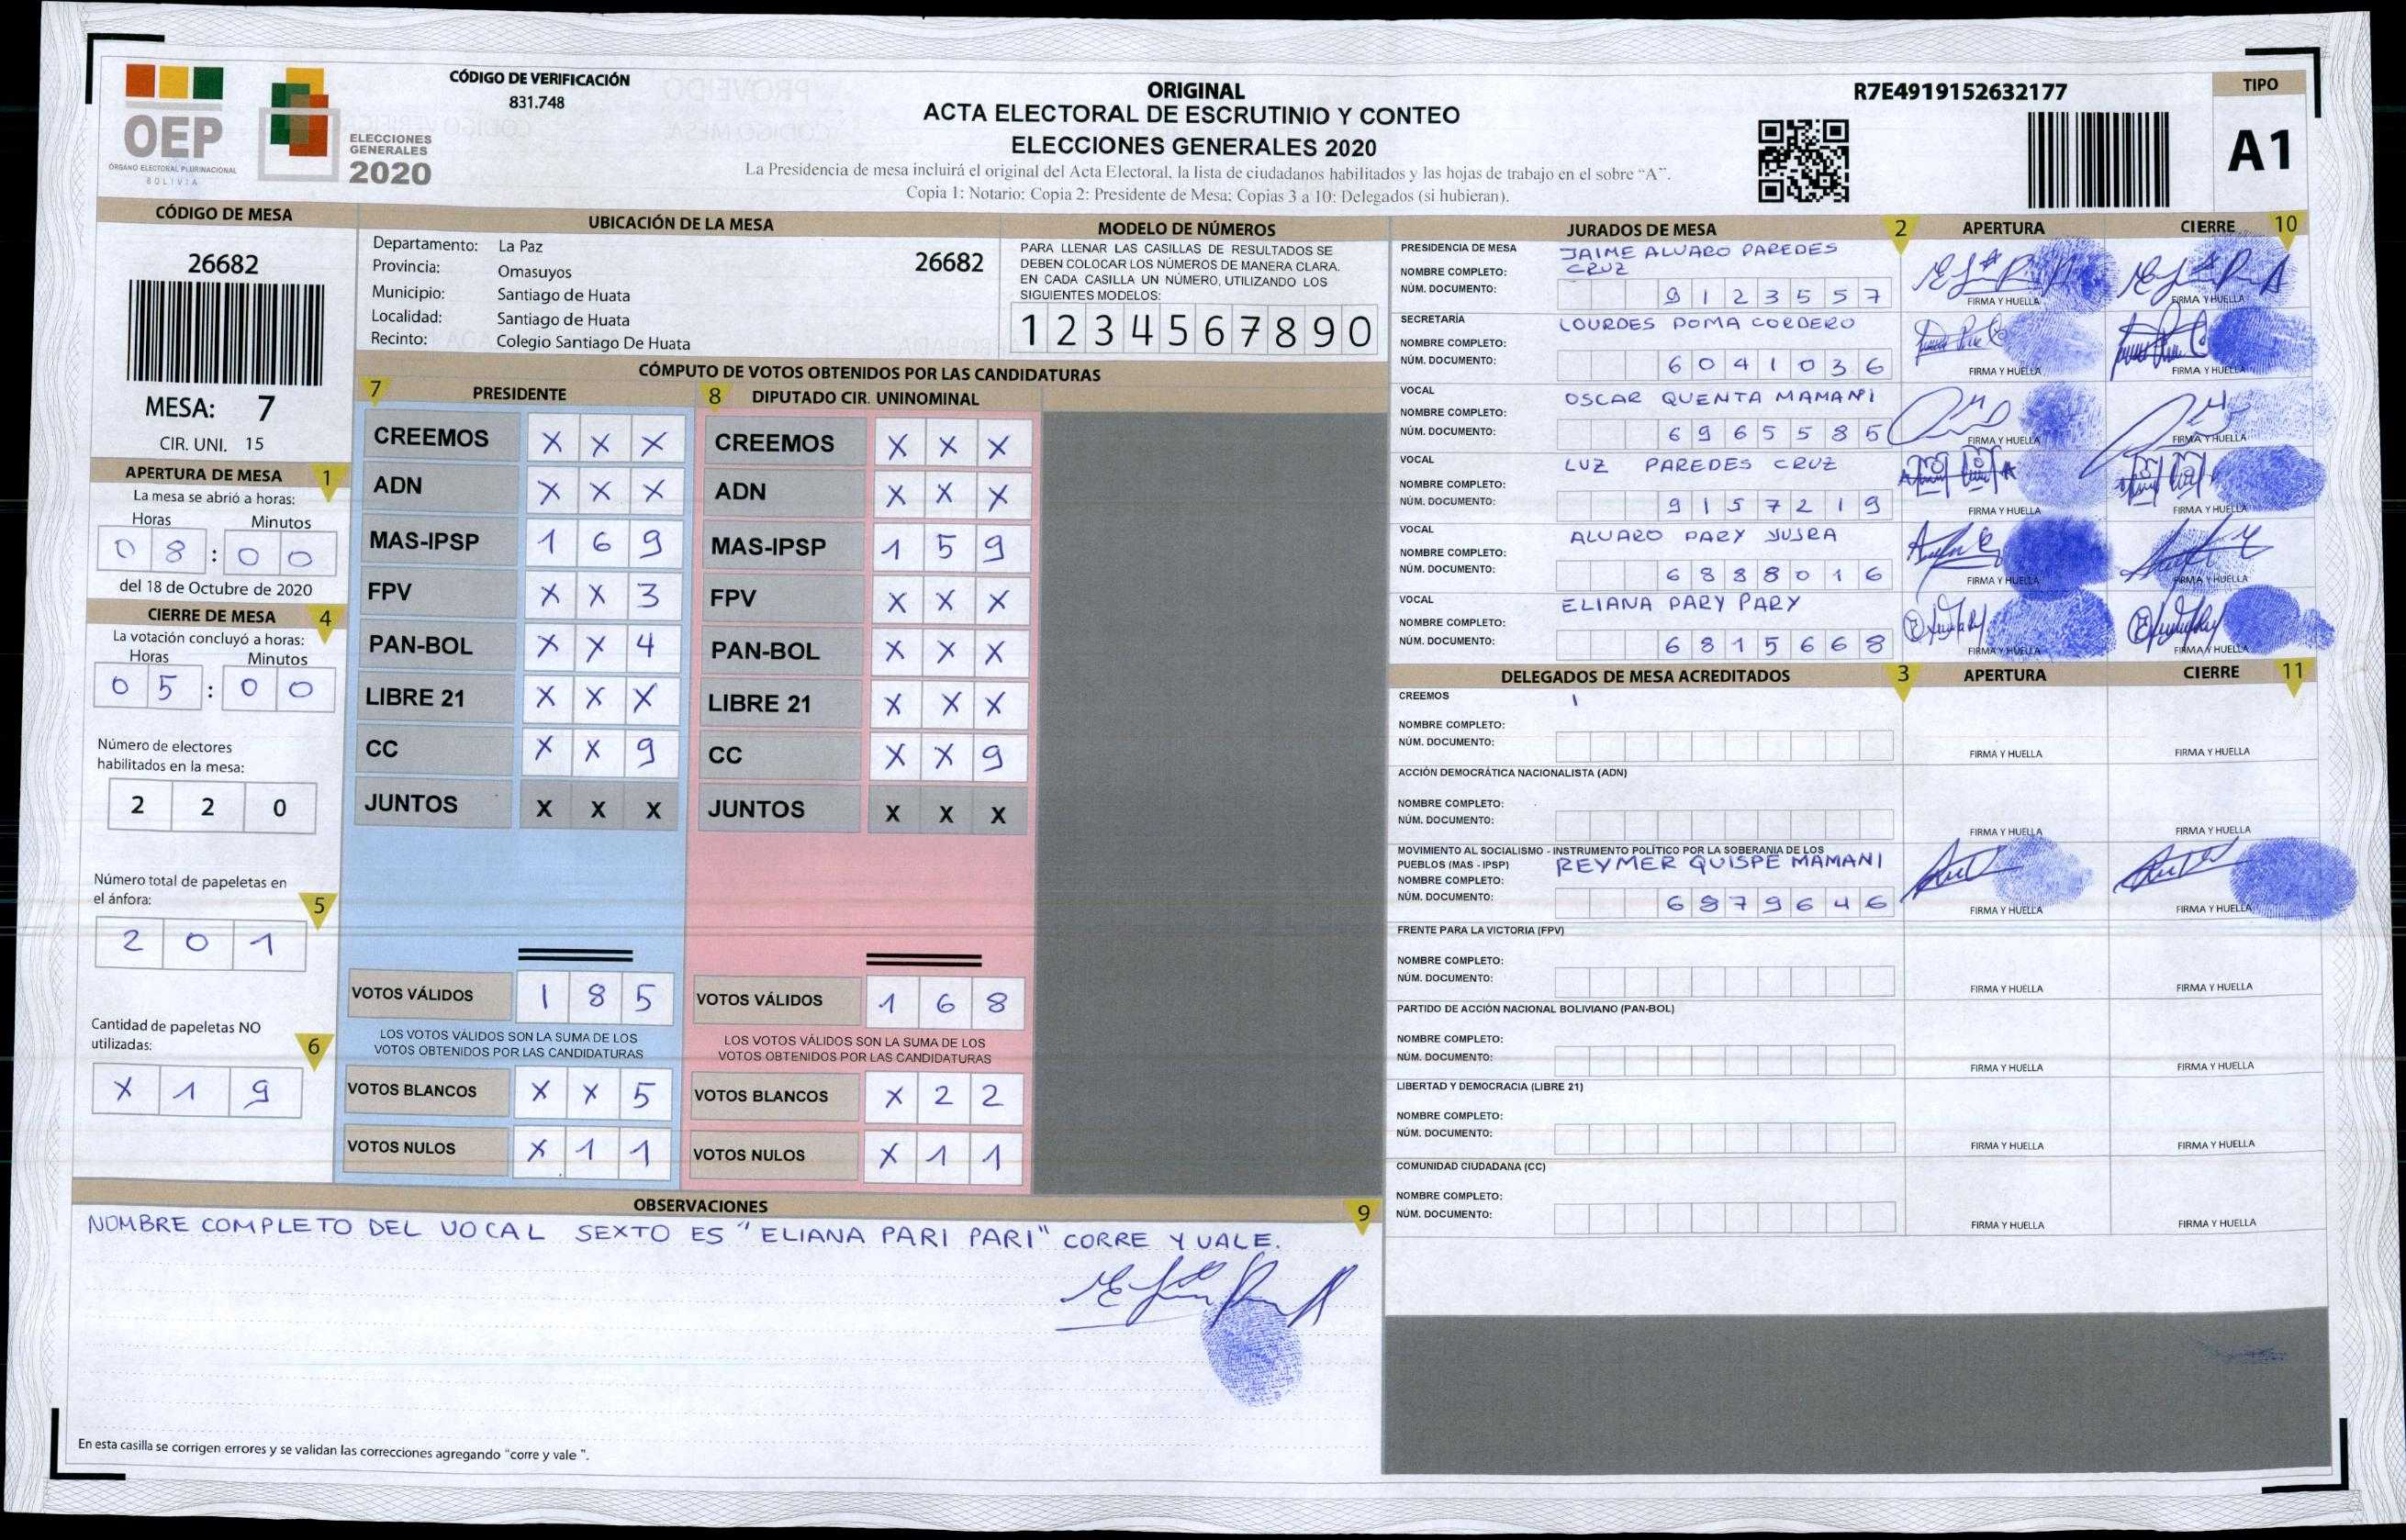 OEP
ÓRGANO ELECTORAL PLURINACIONAL
BOLIVIA
ELECCIONES
GENERALES
2020
CÓDIGO DE VERIFICACIÓN
831.748
ORIGINAL
ACTA ELECTORAL DE ESCRUTINIO Y CONTEO
ELECCIONES GENERALES 2020
La Presidencia de mesa incluirá el original del Acta Electoral, la lista de ciudadanos habilitados y las hojas de trabajo en el sobre “A”.
Copia 1: Notario; Copia 2: Presidente de Mesa; Copias 3 a 10: Delegados (si hubieran).
R7E4919152632177
TIPO
A1
CÓDIGO DE MESA
26682
MESA: 7
CIR. UNI. 15
UBICACIÓN DE LA MESA
Departamento: La Paz
Provincia: Omasuyos
Municipio: Santiago de Huata
Localidad: Santiago de Huata
Recinto: Colegio Santiago De Huata
26682
MODELO DE NÚMEROS
PARA LLENAR LAS CASILLAS DE RESULTADOS SE
DEBEN COLOCAR LOS NÚMEROS DE MANERA CLARA.
EN CADA CASILLA UN NÚMERO, UTILIZANDO LOS
SIGUIENTES MODELOS:
1 2 3 4 5 6 7 8 9 0
APERTURA DE MESA 1
La mesa se abrió a horas:
Horas Minutos
0 8 : 0 0
del 18 de Octubre de 2020
CIERRE DE MESA 4
La votación concluyó a horas:
Horas Minutos
0 5 : 0 0
Número de electores
habilitados en la mesa:
2 2 0
Número total de papeletas en
el ánfora: 5
2 0 1
Cantidad de papeletas NO
utilizadas: 6
X 1 9
CÓMPUTO DE VOTOS OBTENIDOS POR LAS CANDIDATURAS
7 PRESIDENTE
CREEMOS X X X
ADN X X X
MAS-IPSP 1 6 9
FPV X X 3
PAN-BOL X X 4
LIBRE 21 X X X
CC X X 9
JUNTOS X X X
VOTOS VÁLIDOS 1 8 5
LOS VOTOS VÁLIDOS SON LA SUMA DE LOS
VOTOS OBTENIDOS POR LAS CANDIDATURAS
VOTOS BLANCOS X X 5
VOTOS NULOS X 1 1
8 DIPUTADO CIR. UNINOMINAL
CREEMOS X X X
ADN X X X
MAS-IPSP 1 5 9
FPV X X X
PAN-BOL X X X
LIBRE 21 X X X
CC X X 9
JUNTOS X X X
VOTOS VÁLIDOS 1 6 8
LOS VOTOS VÁLIDOS SON LA SUMA DE LOS
VOTOS OBTENIDOS POR LAS CANDIDATURAS
VOTOS BLANCOS X 2 2
VOTOS NULOS X 1 1
OBSERVACIONES 9
NOMBRE COMPLETO DEL VOCAL SEXTO ES "ELIANA PARI PARI" CORRE Y VALE.
En esta casilla se corrigen errores y se validan las correcciones agregando “corre y vale ”.
JURADOS DE MESA 2 APERTURA CIERRE 10
PRESIDENCIA DE MESA JAIME ALVARO PAREDES
NOMBRE COMPLETO: CRUZ
NÚM. DOCUMENTO: 9 1 2 3 5 5 7
FIRMA Y HUELLA FIRMA Y HUELLA
SECRETARÍA LOURDES POMA CORDERO
NOMBRE COMPLETO:
NÚM. DOCUMENTO: 6 0 4 1 0 3 6
FIRMA Y HUELLA FIRMA Y HUELLA
VOCAL OSCAR QUENTA MAMANI
NOMBRE COMPLETO:
NÚM. DOCUMENTO: 6 9 6 5 5 8 5
FIRMA Y HUELLA FIRMA Y HUELLA
VOCAL LUZ PAREDES CRUZ
NOMBRE COMPLETO:
NÚM. DOCUMENTO: 9 1 5 7 2 1 9
FIRMA Y HUELLA FIRMA Y HUELLA
VOCAL ALVARO PARY
NOMBRE COMPLETO:
NÚM. DOCUMENTO: 6 8 8 8 0 1 6
FIRMA Y HUELLA FIRMA Y HUELLA
VOCAL ELIANA PARY PARY
NOMBRE COMPLETO:
NÚM. DOCUMENTO: 6 8 1 5 6 6 8
FIRMA Y HUELLA FIRMA Y HUELLA
DELEGADOS DE MESA ACREDITADOS 3 APERTURA CIERRE 11
CREEMOS
NOMBRE COMPLETO:
NÚM. DOCUMENTO:
FIRMA Y HUELLA FIRMA Y HUELLA
ACCIÓN DEMOCRÁTICA NACIONALISTA (ADN)
NOMBRE COMPLETO:
NÚM. DOCUMENTO:
FIRMA Y HUELLA FIRMA Y HUELLA
MOVIMIENTO AL SOCIALISMO - INSTRUMENTO POLÍTICO POR LA SOBERANIA DE LOS
PUEBLOS (MAS - IPSP) REYMER QUISPE MAMANI
NOMBRE COMPLETO:
NÚM. DOCUMENTO: 6 8 7 9 6 4 6
FIRMA Y HUELLA FIRMA Y HUELLA
FRENTE PARA LA VICTORIA (FPV)
NOMBRE COMPLETO:
NÚM. DOCUMENTO:
FIRMA Y HUELLA FIRMA Y HUELLA
PARTIDO DE ACCIÓN NACIONAL BOLIVIANO (PAN-BOL)
NOMBRE COMPLETO:
NÚM. DOCUMENTO:
FIRMA Y HUELLA FIRMA Y HUELLA
LIBERTAD Y DEMOCRACIA (LIBRE 21)
NOMBRE COMPLETO:
NÚM. DOCUMENTO:
FIRMA Y HUELLA FIRMA Y HUELLA
COMUNIDAD CIUDADANA (CC)
NOMBRE COMPLETO:
NÚM. DOCUMENTO:
FIRMA Y HUELLA FIRMA Y HUELLA